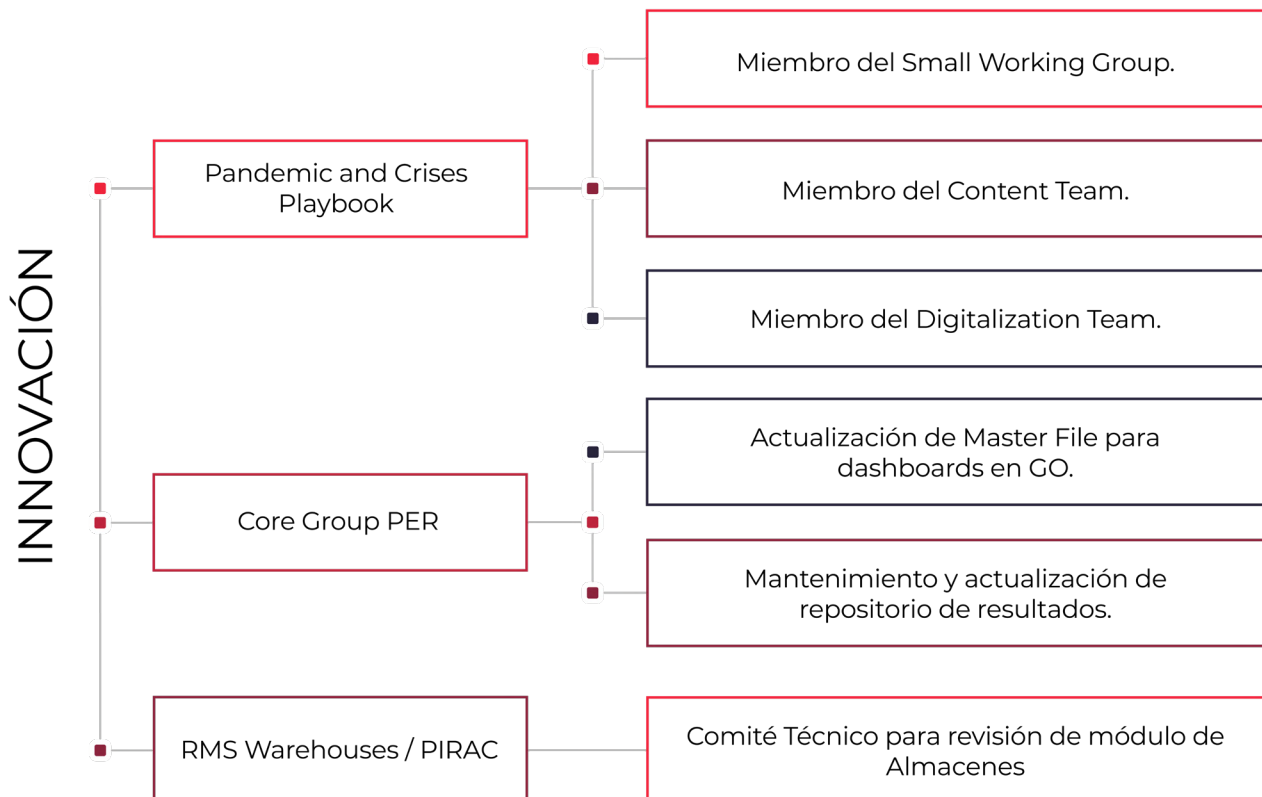 INNOVACIÓN
Pandemic and Crises
Playbook
Miembro del Small Working Group.
Miembro del Content Team.
Miembro del Digitalization Team.
Core Group PER
Actualización de Master File para
dashboards en GO.
Mantenimiento y actualización de
repositorio de resultados.
RMS Warehouses / PIRAC
Comité Técnico para revisión de módulo de
Almacenes